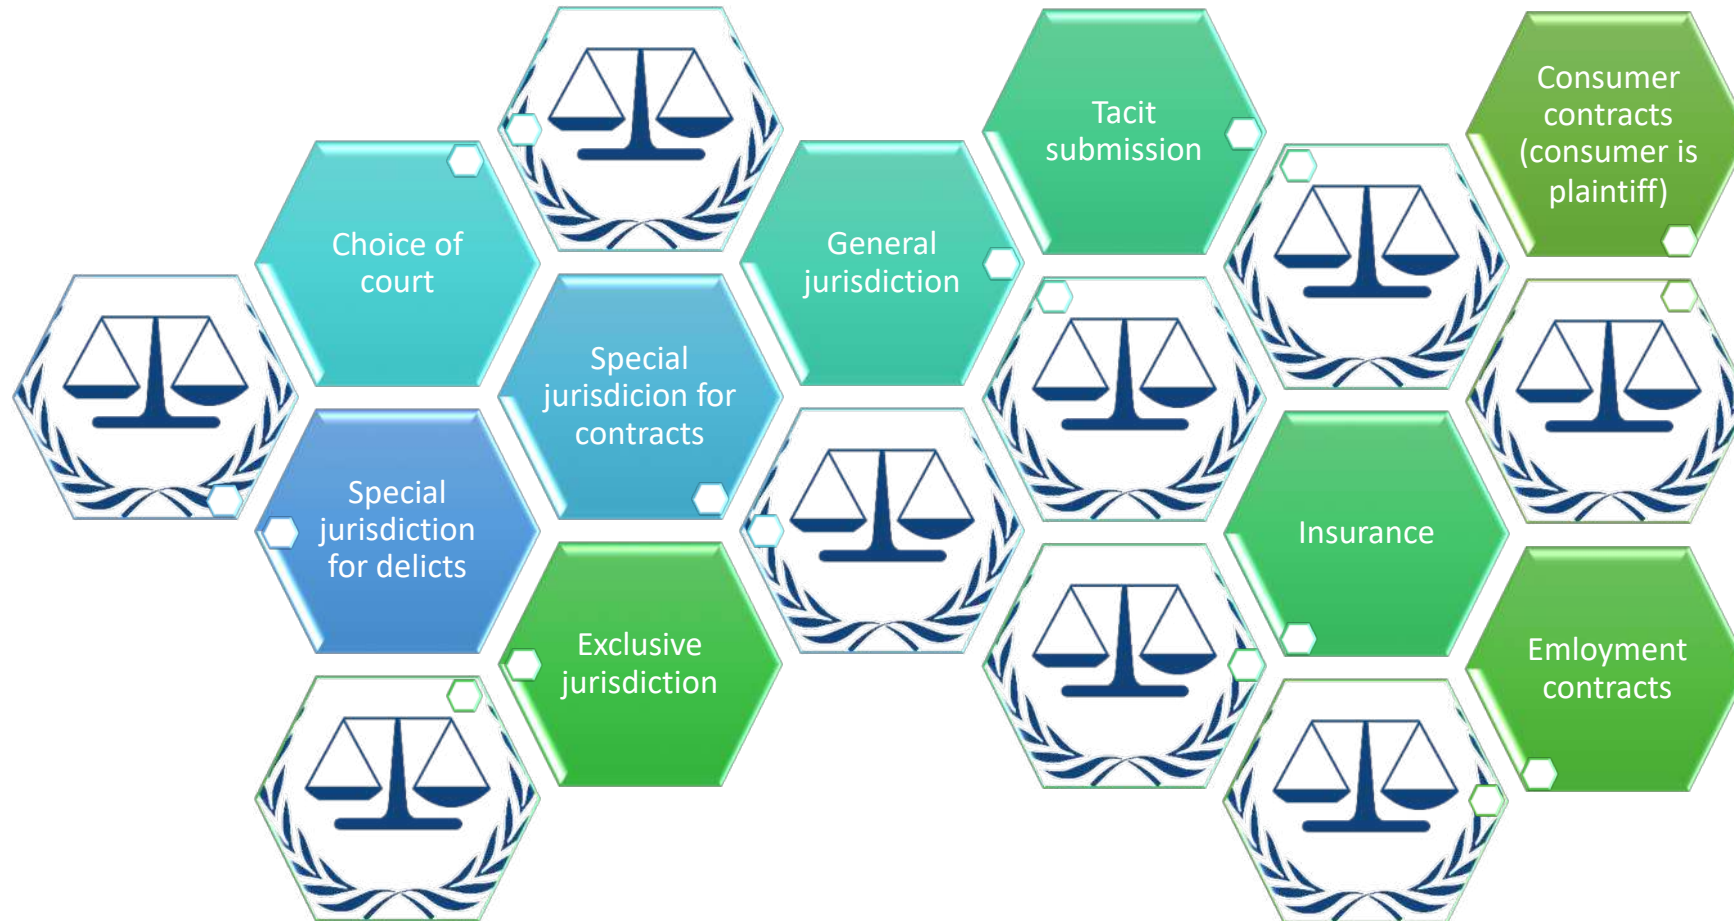 Choice of
court
Special
jurisdicion for
contracts
Special
jurisdiction
for delicts
Exclusive
jurisdiction
General
jurisdiction
Tacit
submission
Insurance
Consumer
contracts
(consumer is
plaintiff)
Emloyment
contracts